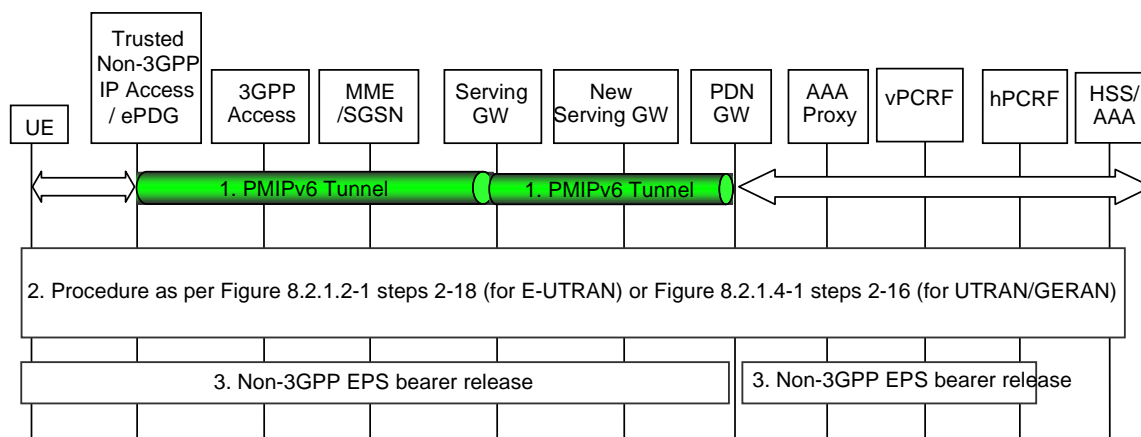 Trusted
Non-3GPP
IP Access
/ ePDG
UE
3GPP
Access
MME
/SGSN
Serving
GW
New
Serving GW
PDN
GW
AAA
Proxy
vPCRF
hPCRF
HSS/
AAA
1. PMIPv6 Tunnel
1. PMIPv6 Tunnel
2. Procedure as per Figure 8.2.1.2-1 steps 2-18 (for E-UTRAN) or Figure 8.2.1.4-1 steps 2-16 (for UTRAN/GERAN)
3. Non-3GPP EPS bearer release
3. Non-3GPP EPS bearer release